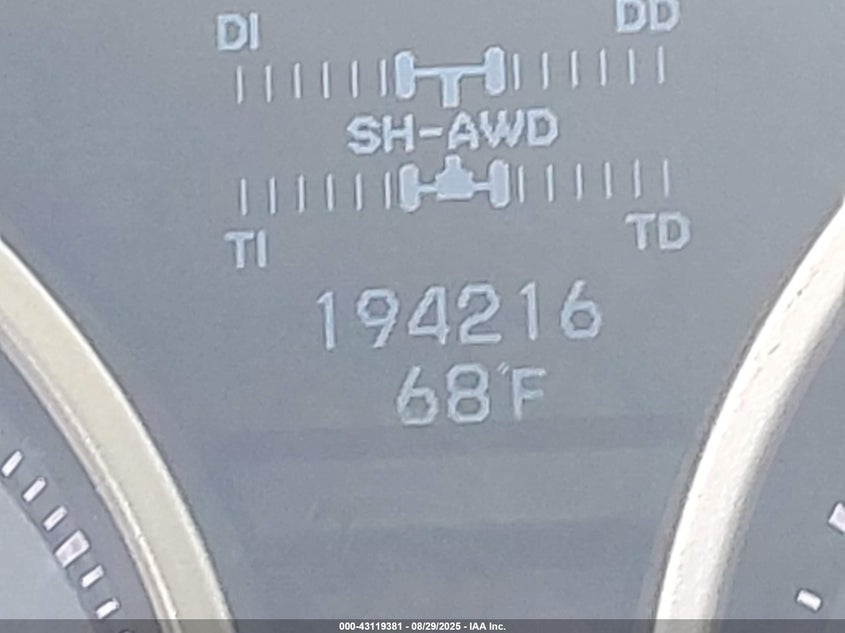 DI DD
SH-AWD
TI TD
194216
68°F
000-43119381 - 08/29/2025 - IAA Inc.